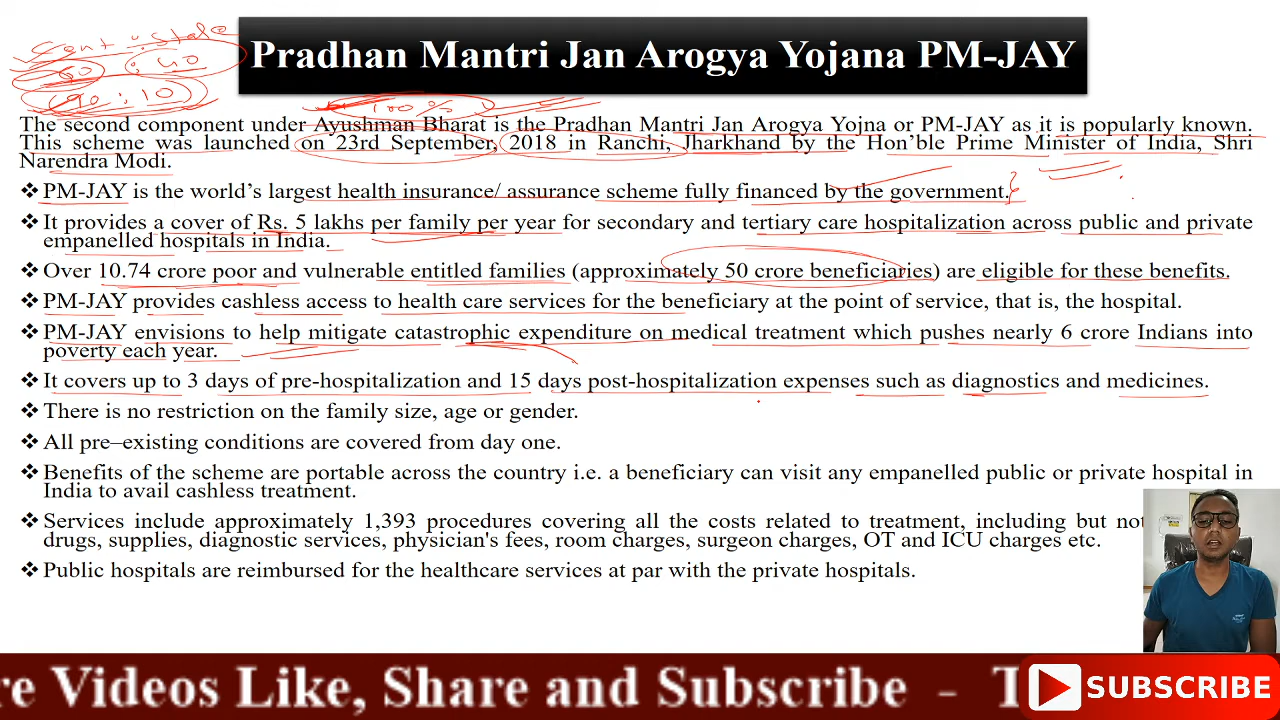 Cent : state
60 : 40
90 : 10
Pradhan Mantri Jan Arogya Yojana PM-JAY
100 %
The second component under Ayushman Bharat is the Pradhan Mantri Jan Arogya Yojna or PM-JAY as it is popularly known.
This scheme was launched on 23rd September, 2018 in Ranchi, Jharkhand by the Hon’ble Prime Minister of India, Shri
Narendra Modi.
❖ PM-JAY is the world’s largest health insurance/ assurance scheme fully financed by the government.
❖ It provides a cover of Rs. 5 lakhs per family per year for secondary and tertiary care hospitalization across public and private
empanelled hospitals in India.
❖ Over 10.74 crore poor and vulnerable entitled families (approximately 50 crore beneficiaries) are eligible for these benefits.
❖ PM-JAY provides cashless access to health care services for the beneficiary at the point of service, that is, the hospital.
❖ PM-JAY envisions to help mitigate catastrophic expenditure on medical treatment which pushes nearly 6 crore Indians into
poverty each year.
❖ It covers up to 3 days of pre-hospitalization and 15 days post-hospitalization expenses such as diagnostics and medicines.
❖ There is no restriction on the family size, age or gender.
❖ All pre–existing conditions are covered from day one.
❖ Benefits of the scheme are portable across the country i.e. a beneficiary can visit any empanelled public or private hospital in
India to avail cashless treatment.
❖ Services include approximately 1,393 procedures covering all the costs related to treatment, including but not
drugs, supplies, diagnostic services, physician's fees, room charges, surgeon charges, OT and ICU charges etc.
❖ Public hospitals are reimbursed for the healthcare services at par with the private hospitals.
re Videos Like, Share and Subscribe - T
SUBSCRIBE